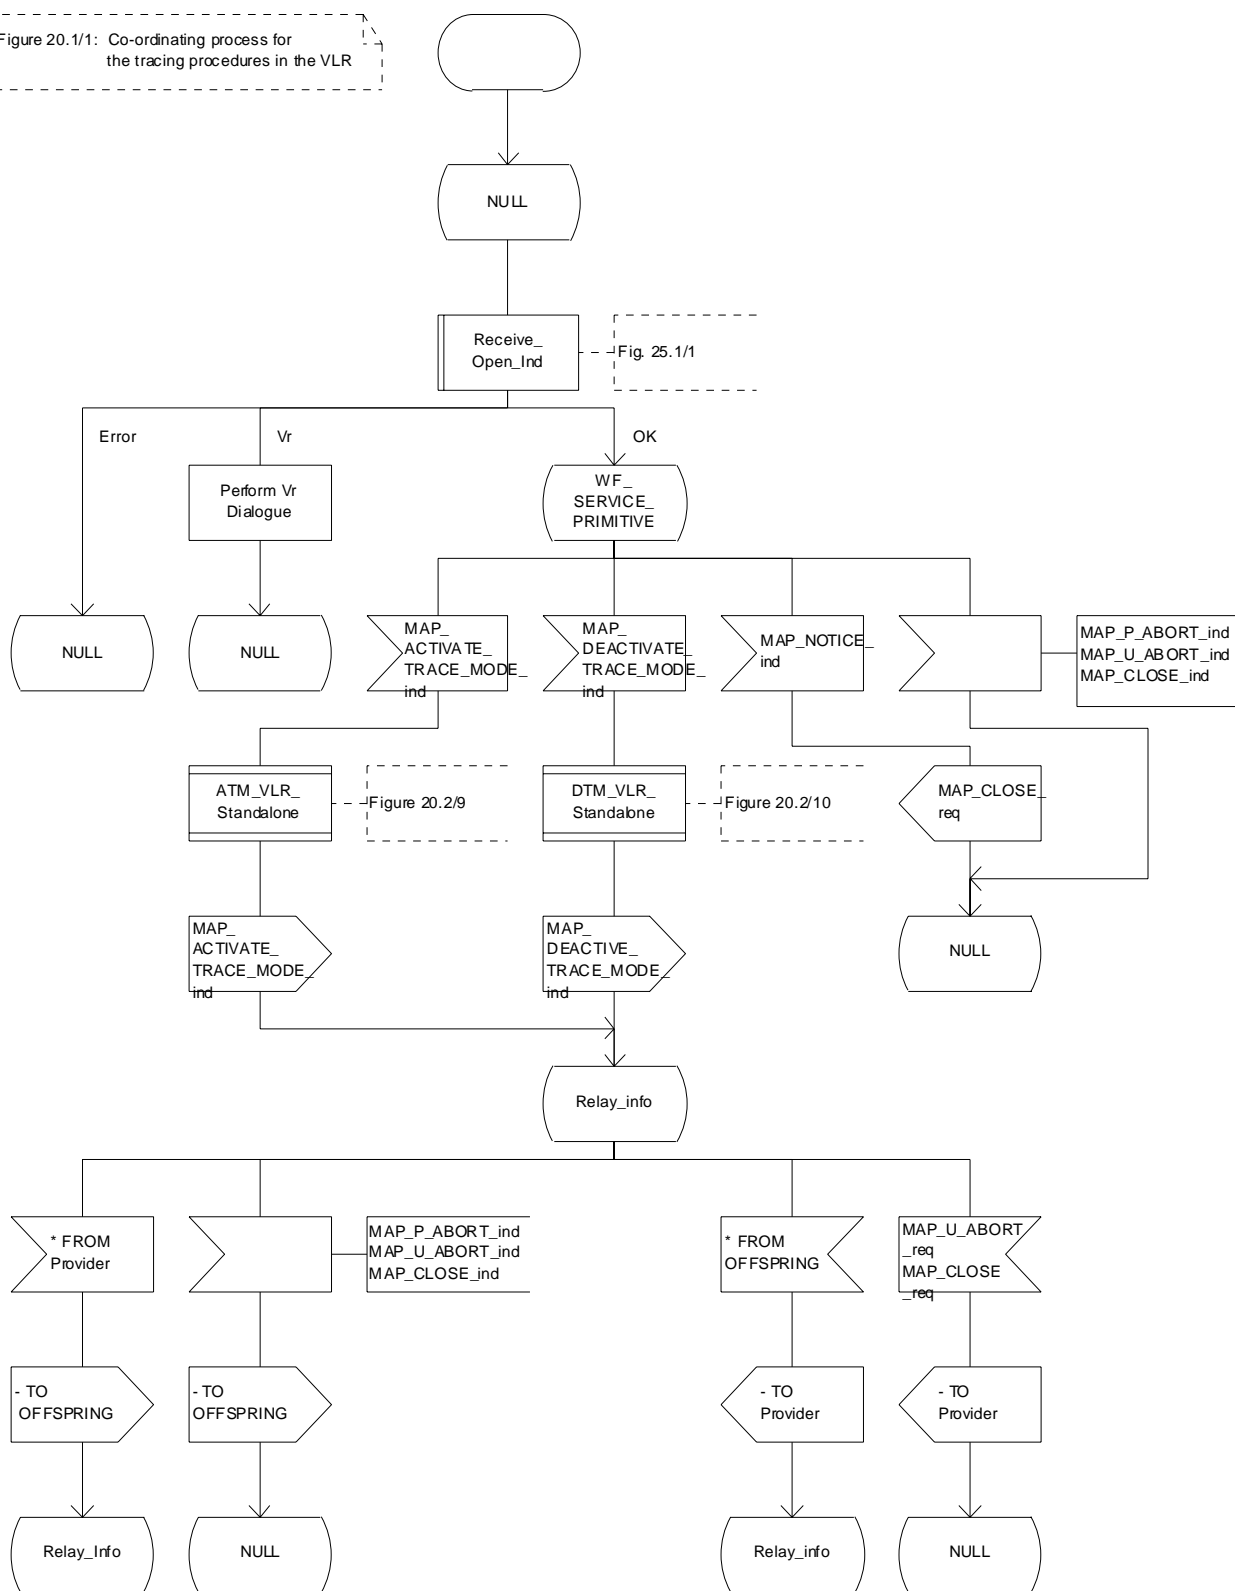 Figure 20.1/1: Co-ordinating process for
the tracing procedures in the VLR
NULL
Receive_
Open_Ind
Fig. 25.1/1
Error
Vr
OK
Perform Vr
Dialogue
WF_
SERVICE_
PRIMITIVE
NULL
NULL
MAP_
ACTIVATE_
TRACE_MODE_
ind
MAP_
DEACTIVATE_
TRACE_MODE_
ind
MAP_NOTICE_
ind
MAP_P_ABORT_ind
MAP_U_ABORT_ind
MAP_CLOSE_ind
ATM_VLR_
Standalone
Figure 20.2/9
DTM_VLR_
Standalone
Figure 20.2/10
MAP_CLOSE_
req
MAP_
ACTIVATE_
TRACE_MODE_
ind
MAP_
DEACTIVE_
TRACE_MODE_
ind
NULL
Relay_info
* FROM
Provider
MAP_P_ABORT_ind
MAP_U_ABORT_ind
MAP_CLOSE_ind
* FROM
OFFSPRING
MAP_U_ABORT
_req
MAP_CLOSE
_req
- TO
OFFSPRING
- TO
OFFSPRING
- TO
Provider
- TO
Provider
Relay_Info
NULL
Relay_info
NULL